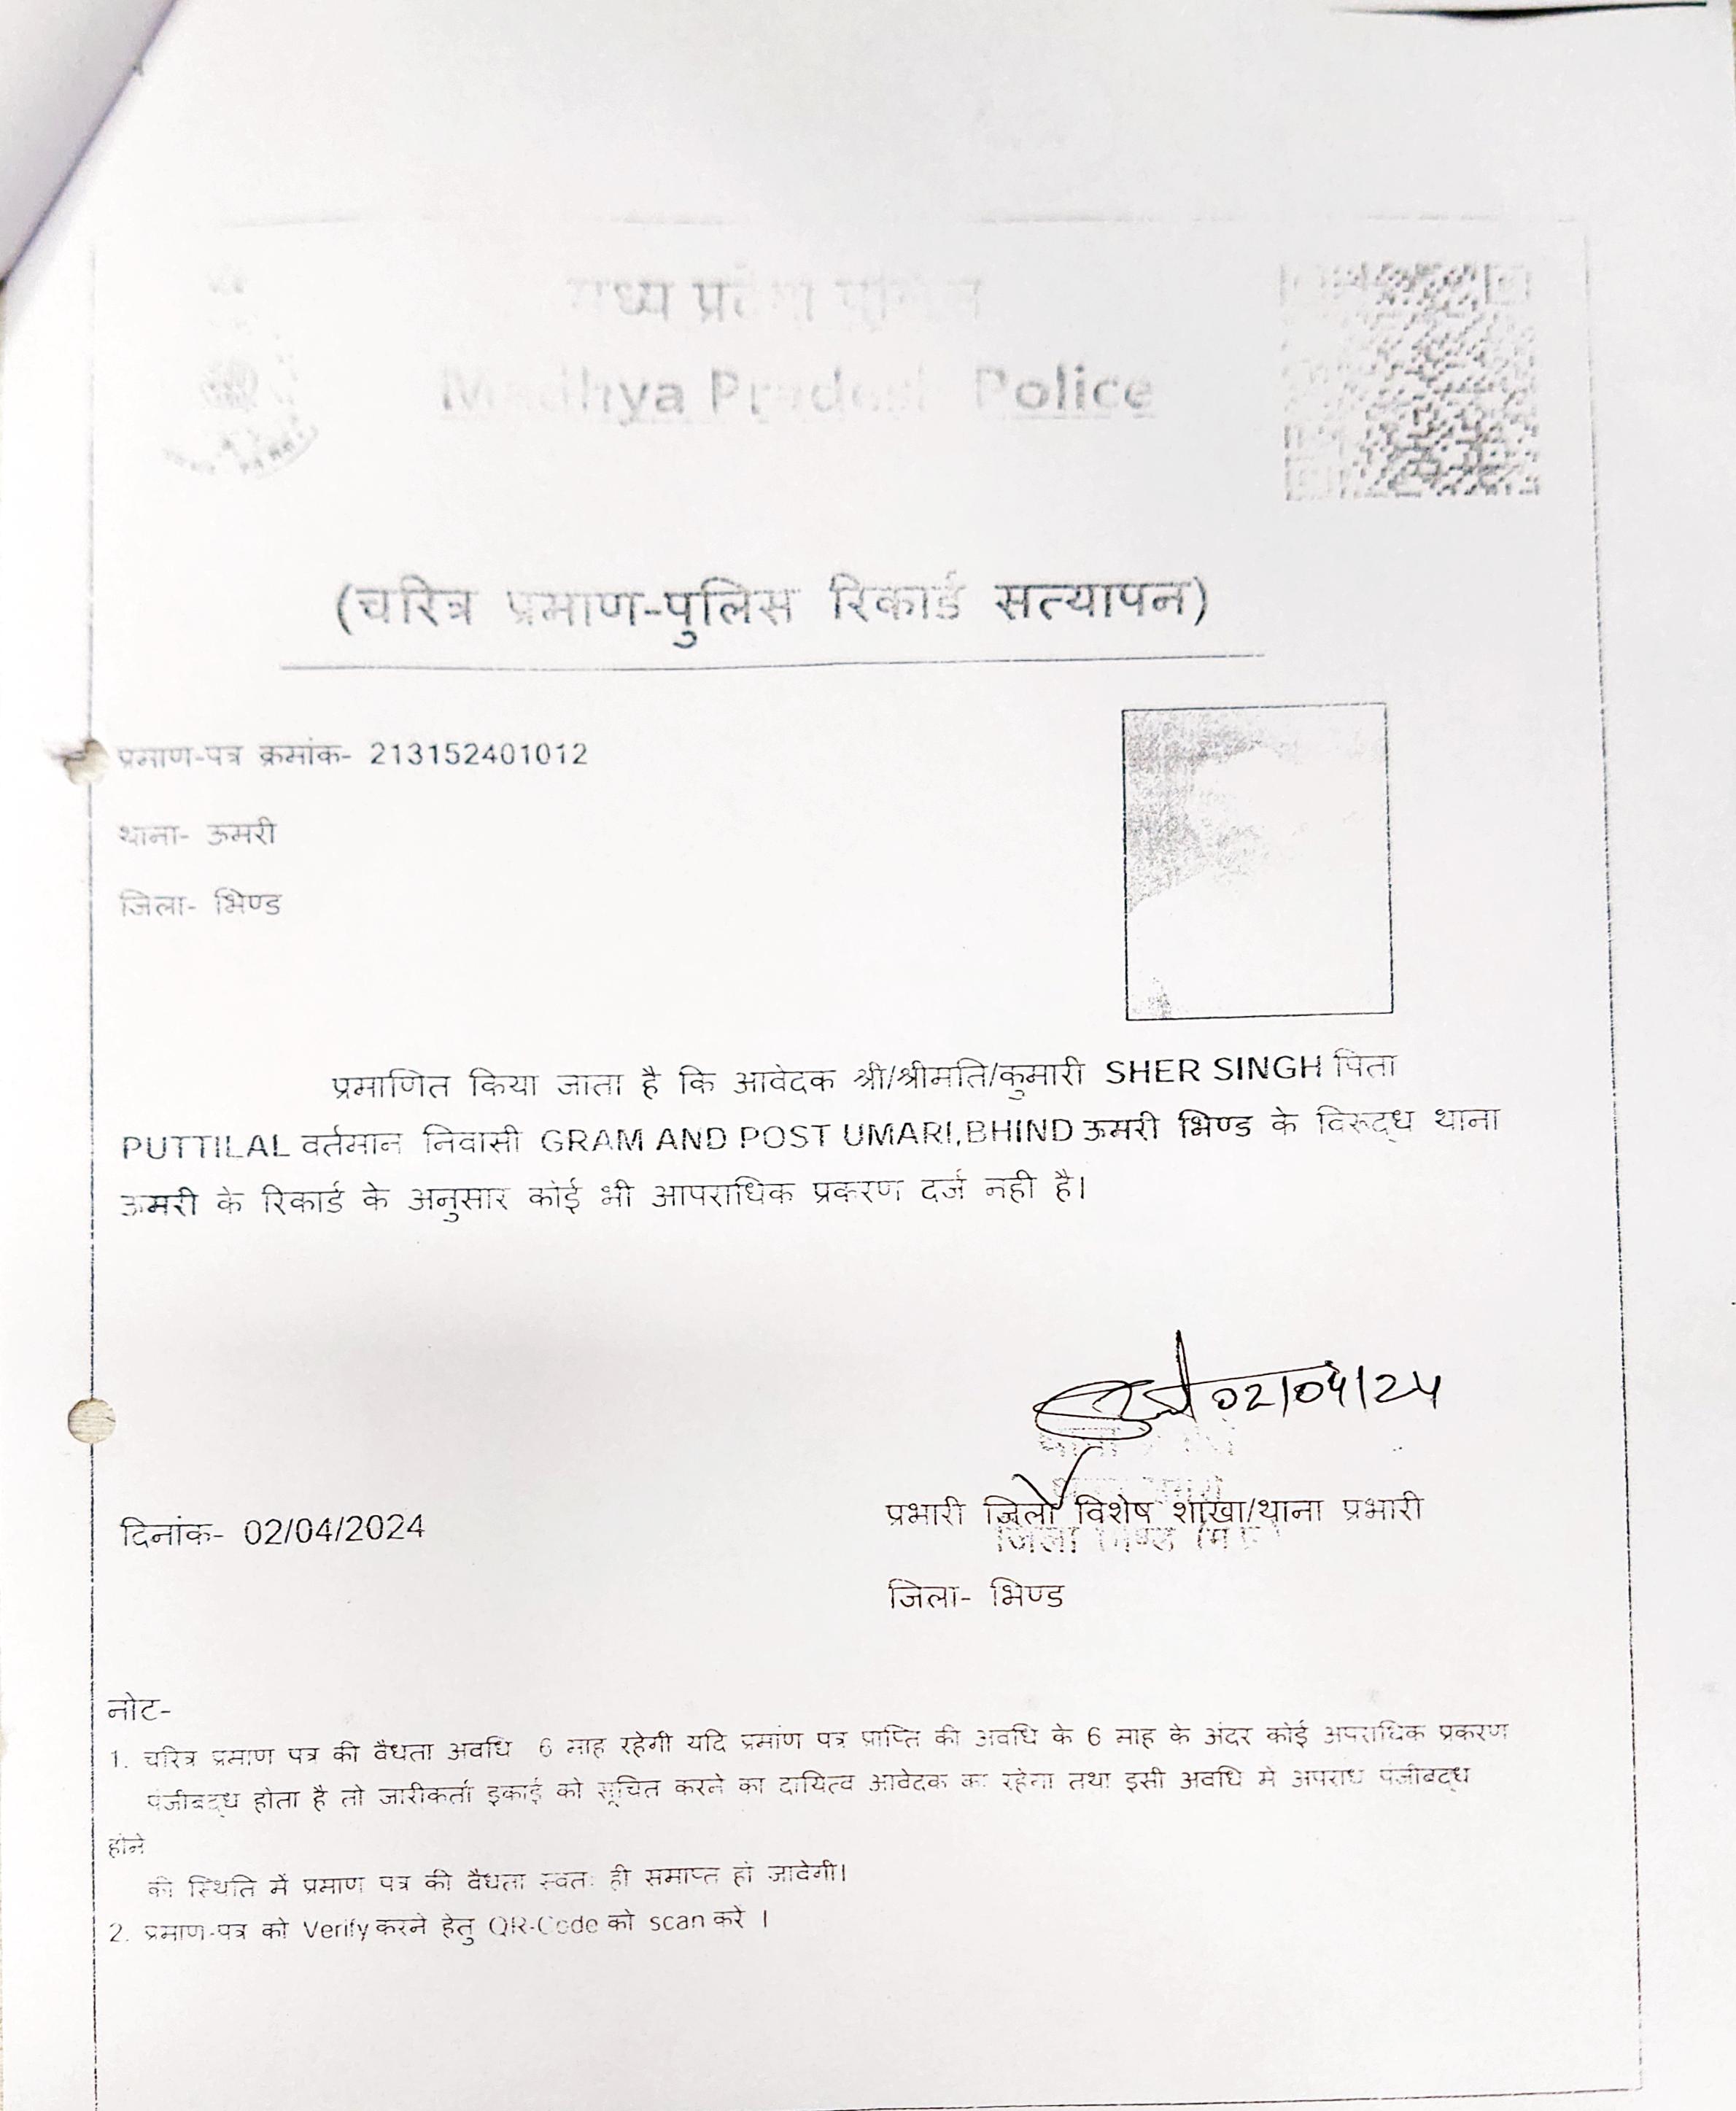 मध्य प्रदेश पुलिस
Madhya Pradesh Police
(चरित्र प्रमाण-पुलिस रिकार्ड सत्यापन)
प्रमाण-पत्र क्रमांक- 213152401012
थाना- ऊमरी
जिला- भिण्ड
प्रमाणित किया जाता है कि आवेदक श्री/श्रीमति/कुमारी SHER SINGH पिता
PUTTILAL वर्तमान निवासी GRAM AND POST UMARI,BHIND ऊमरी भिण्ड के विरूद्ध थाना
ऊमरी के रिकार्ड के अनुसार कोई भी आपराधिक प्रकरण दर्ज नही है।
02/04/24
प्रभारी जिला विशेष शाखा/थाना प्रभारी
दिनांक- 02/04/2024
जिला- भिण्ड
नोट-
1. चरित्र प्रमाण पत्र की वैधता अवधि 6 माह रहेगी यदि प्रमांण पत्र प्राप्ति की अवधि के 6 माह के अंदर कोई अपराधिक प्रकरण
पंजीबद्ध होता है तो जारीकर्ता इकाई को सूचित करने का दायित्व आवेदक का रहेगा तथा इसी अवधि मे अपराध पंजीबद्ध
होने
की स्थिति में प्रमाण पत्र की वैधता स्वतः ही समाप्त हो जावेगी।
2. प्रमाण-पत्र को Verify करने हेतु QR-Code को scan करे ।